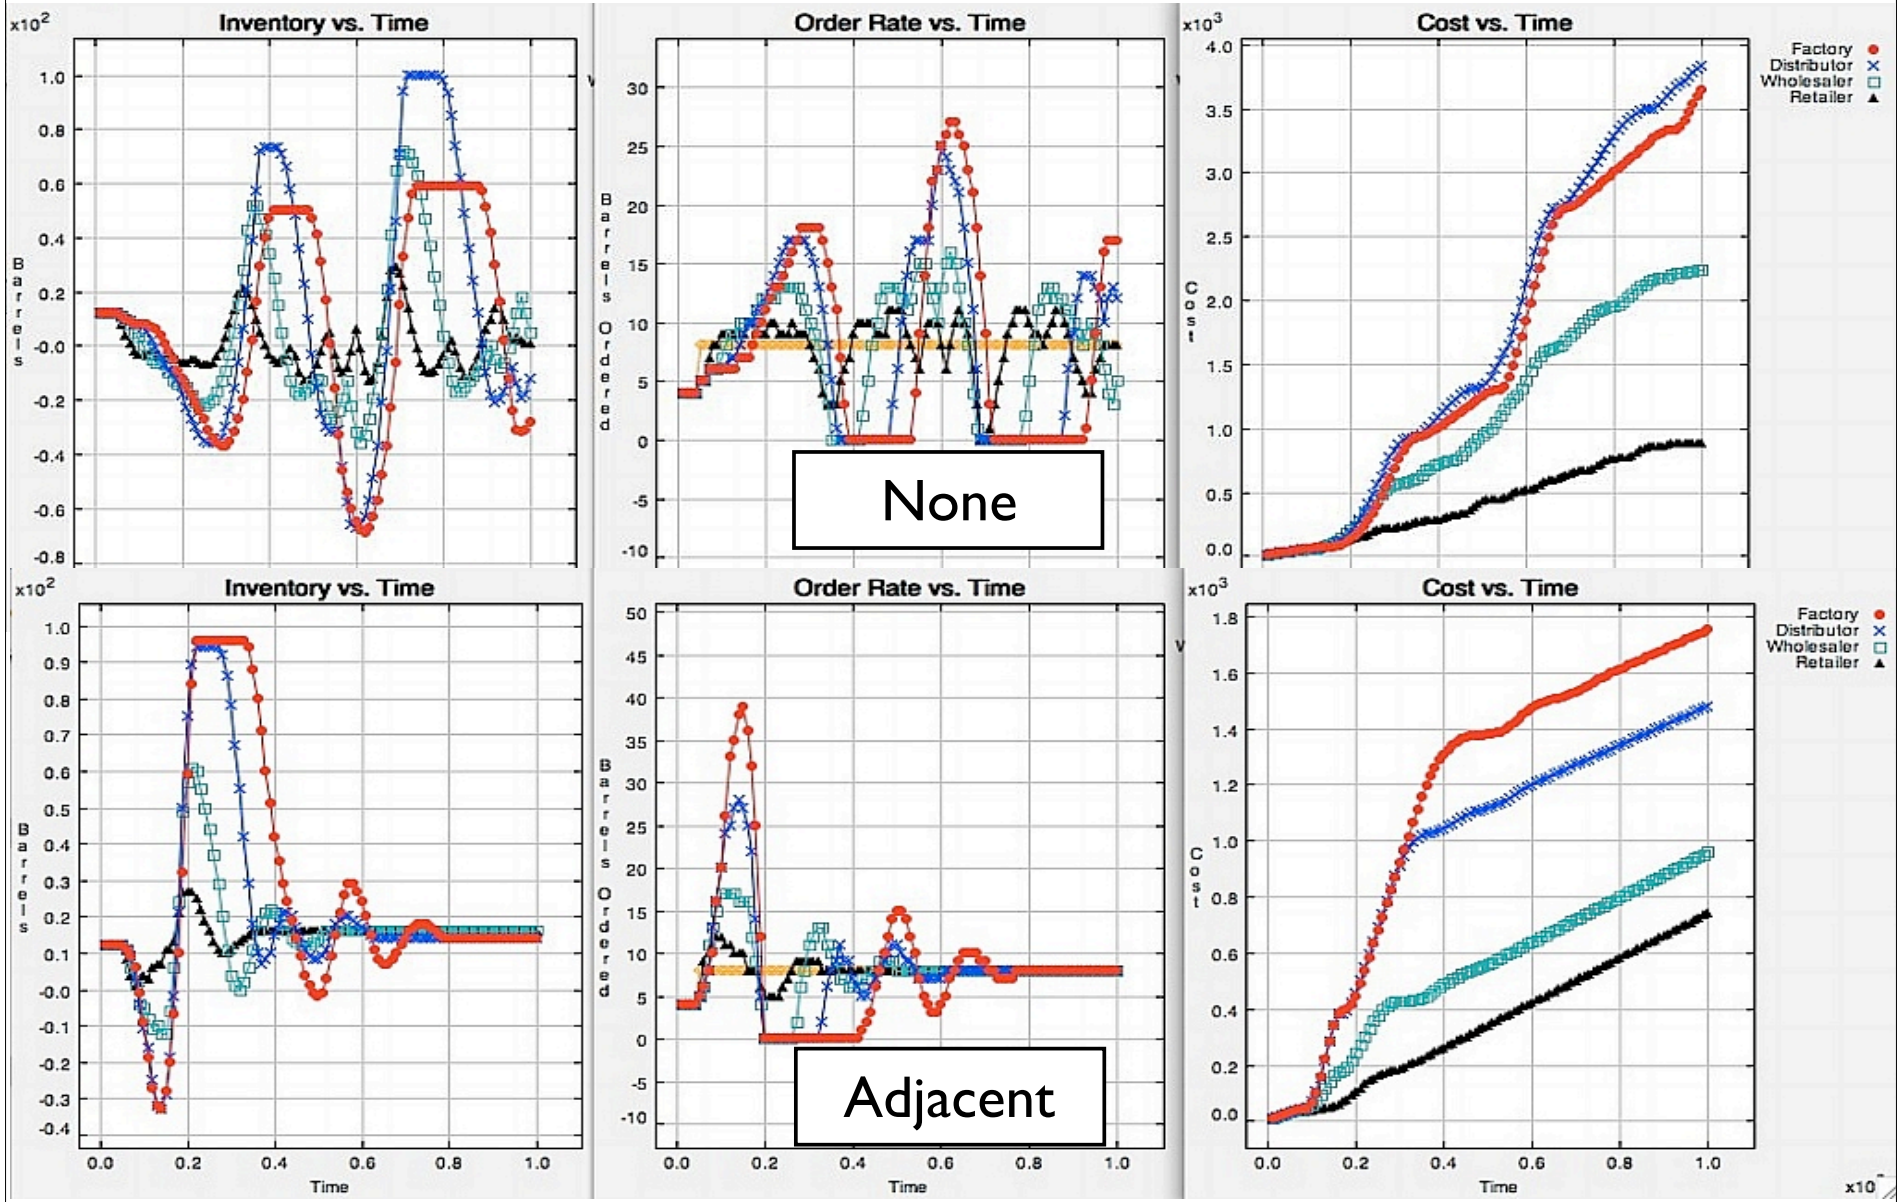 Inventory vs. Time
x10²
1.0
0.8
0.6
0.4
0.2
-0.0
-0.2
-0.4
-0.6
-0.8
Barrels
Order Rate vs. Time
30
25
20
15
10
5
0
-5
-10
Barrels Ordered
None
Cost vs. Time
x10³
4.0
3.5
3.0
2.5
2.0
1.5
1.0
0.5
0.0
Cost
Factory
Distributor
Wholesaler
Retailer
Inventory vs. Time
x10²
1.0
0.9
0.8
0.7
0.6
0.5
0.4
0.3
0.2
0.1
-0.0
-0.1
-0.2
-0.3
-0.4
Barrels
0.0 0.2 0.4 0.6 0.8 1.0
Time
Order Rate vs. Time
50
45
40
35
30
25
20
15
10
5
0
-5
-10
Barrels Ordered
Adjacent
0.0 0.2 0.4 0.6 0.8 1.0
Time
Cost vs. Time
x10³
1.8
1.6
1.4
1.2
1.0
0.8
0.6
0.4
0.2
0.0
Cost
Factory
Distributor
Wholesaler
Retailer
0.0 0.2 0.4 0.6 0.8 1.0
Time
x10